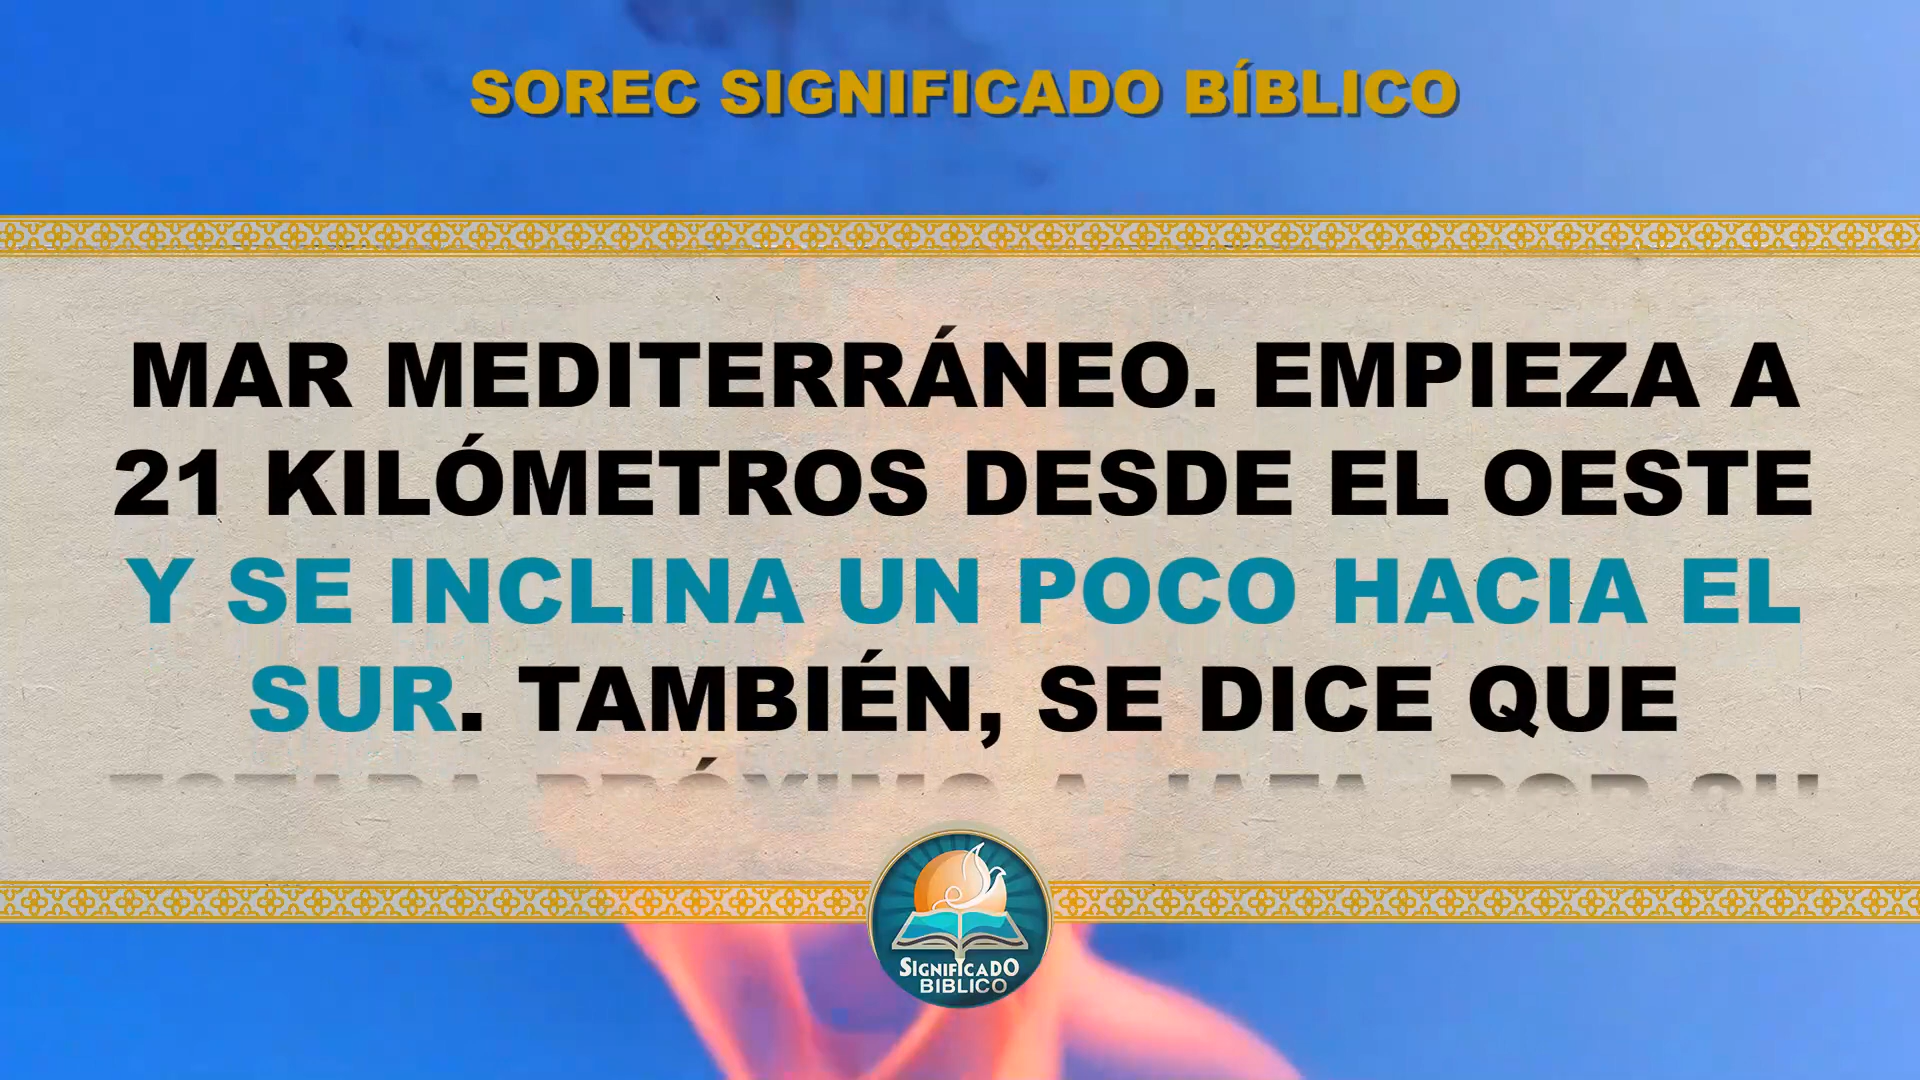 SOREC SIGNIFICADO BÍBLICO
MAR MEDITERRÁNEO. EMPIEZA A
21 KILÓMETROS DESDE EL OESTE
Y SE INCLINA UN POCO HACIA EL
SUR. TAMBIÉN, SE DICE QUE
SIGNIFICADO
BIBLICO